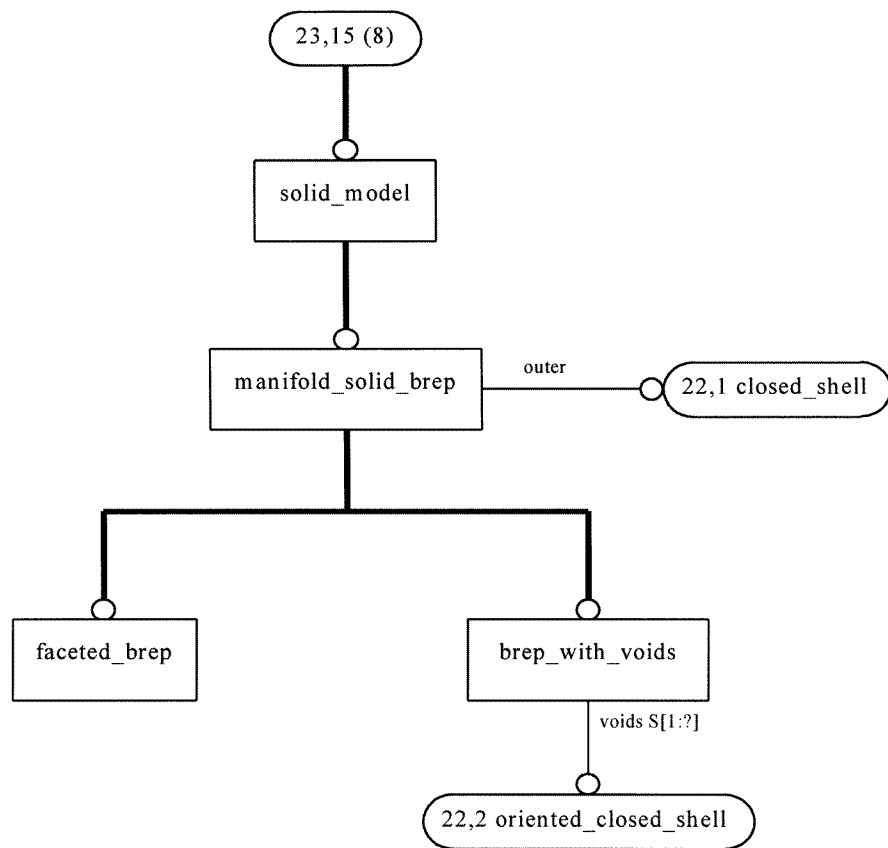 23,15 (8)
solid_model
manifold_solid_brep
outer
22,1 closed_shell
faceted_brep
brep_with_voids
voids S[1:?]
22,2 oriented_closed_shell